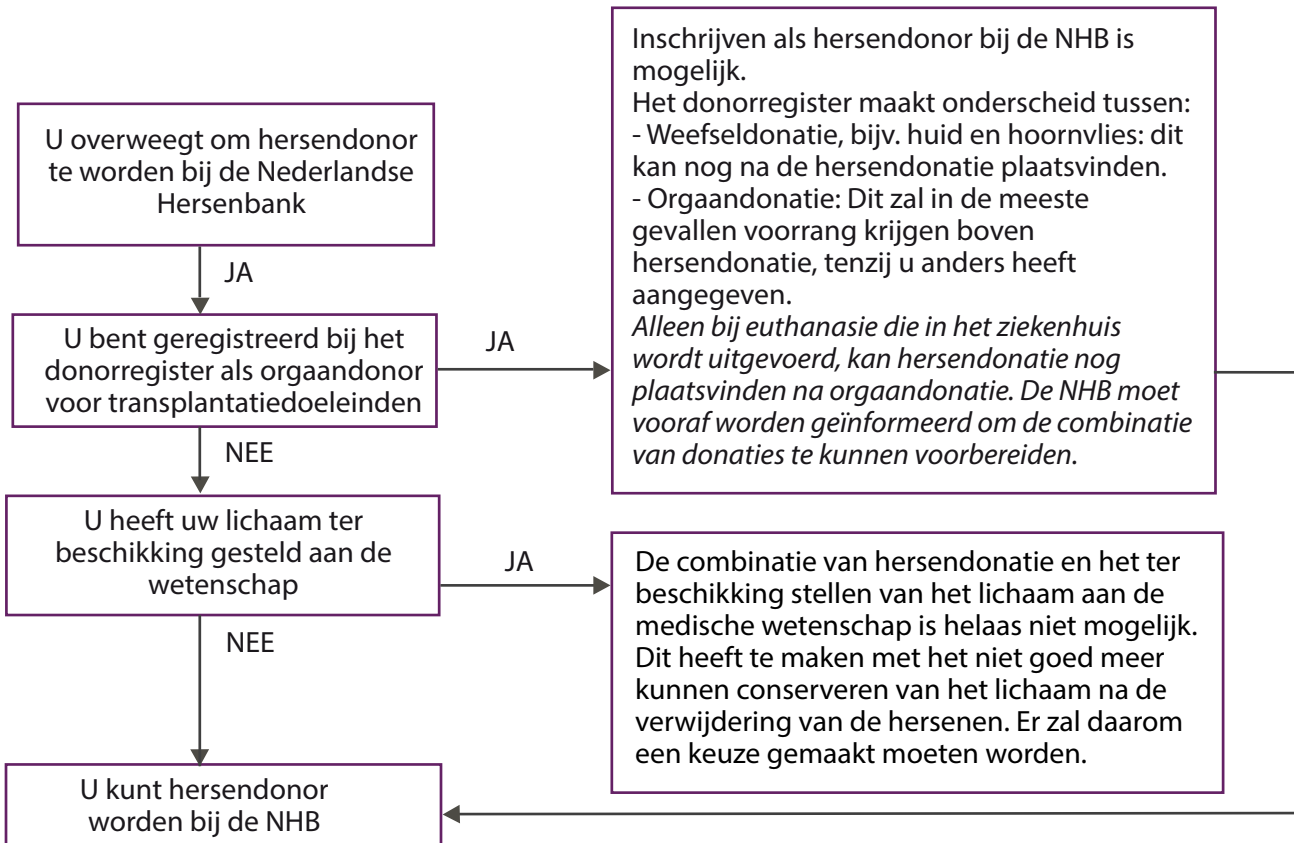 U overweegt om hersendonor
te worden bij de Nederlandse
Hersenbank
JA
U bent geregistreerd bij het
donorregister als orgaandonor
voor transplantatiedoeleinden
JA
Inschrijven als hersendonor bij de NHB is
mogelijk.
Het donorregister maakt onderscheid tussen:
- Weefseldonatie, bijv. huid en hoornvlies: dit
kan nog na de hersendonatie plaatsvinden.
- Orgaandonatie: Dit zal in de meeste
gevallen voorrang krijgen boven
hersendonatie, tenzij u anders heeft
aangegeven.
Alleen bij euthanasie die in het ziekenhuis
wordt uitgevoerd, kan hersendonatie nog
plaatsvinden na orgaandonatie. De NHB moet
vooraf worden geïnformeerd om de combinatie
van donaties te kunnen voorbereiden.
NEE
U heeft uw lichaam ter
beschikking gesteld aan de
wetenschap
JA
De combinatie van hersendonatie en het ter
beschikking stellen van het lichaam aan de
medische wetenschap is helaas niet mogelijk.
Dit heeft te maken met het niet goed meer
kunnen conserveren van het lichaam na de
verwijdering van de hersenen. Er zal daarom
een keuze gemaakt moeten worden.
NEE
U kunt hersendonor
worden bij de NHB